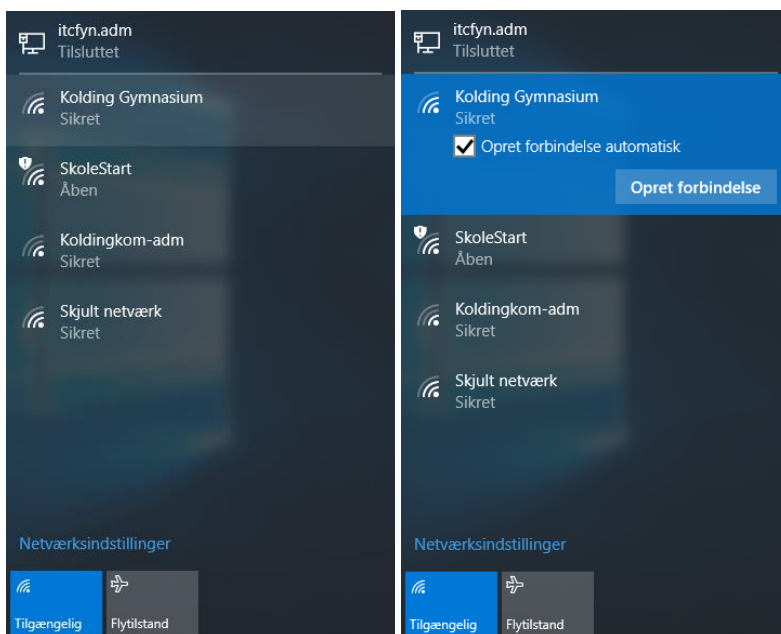 itcfyn.adm
Tilsluttet
Kolding Gymnasium
Sikret
SkoleStart
Åben
Koldingkom-adm
Sikret
Skjult netværk
Sikret
Netværksindstillinger
Tilgængelig
Flytilstand
itcfyn.adm
Tilsluttet
Kolding Gymnasium
Sikret
Opret forbindelse automatisk
Opret forbindelse
SkoleStart
Åben
Koldingkom-adm
Sikret
Skjult netværk
Sikret
Netværksindstillinger
Tilgængelig
Flytilstand